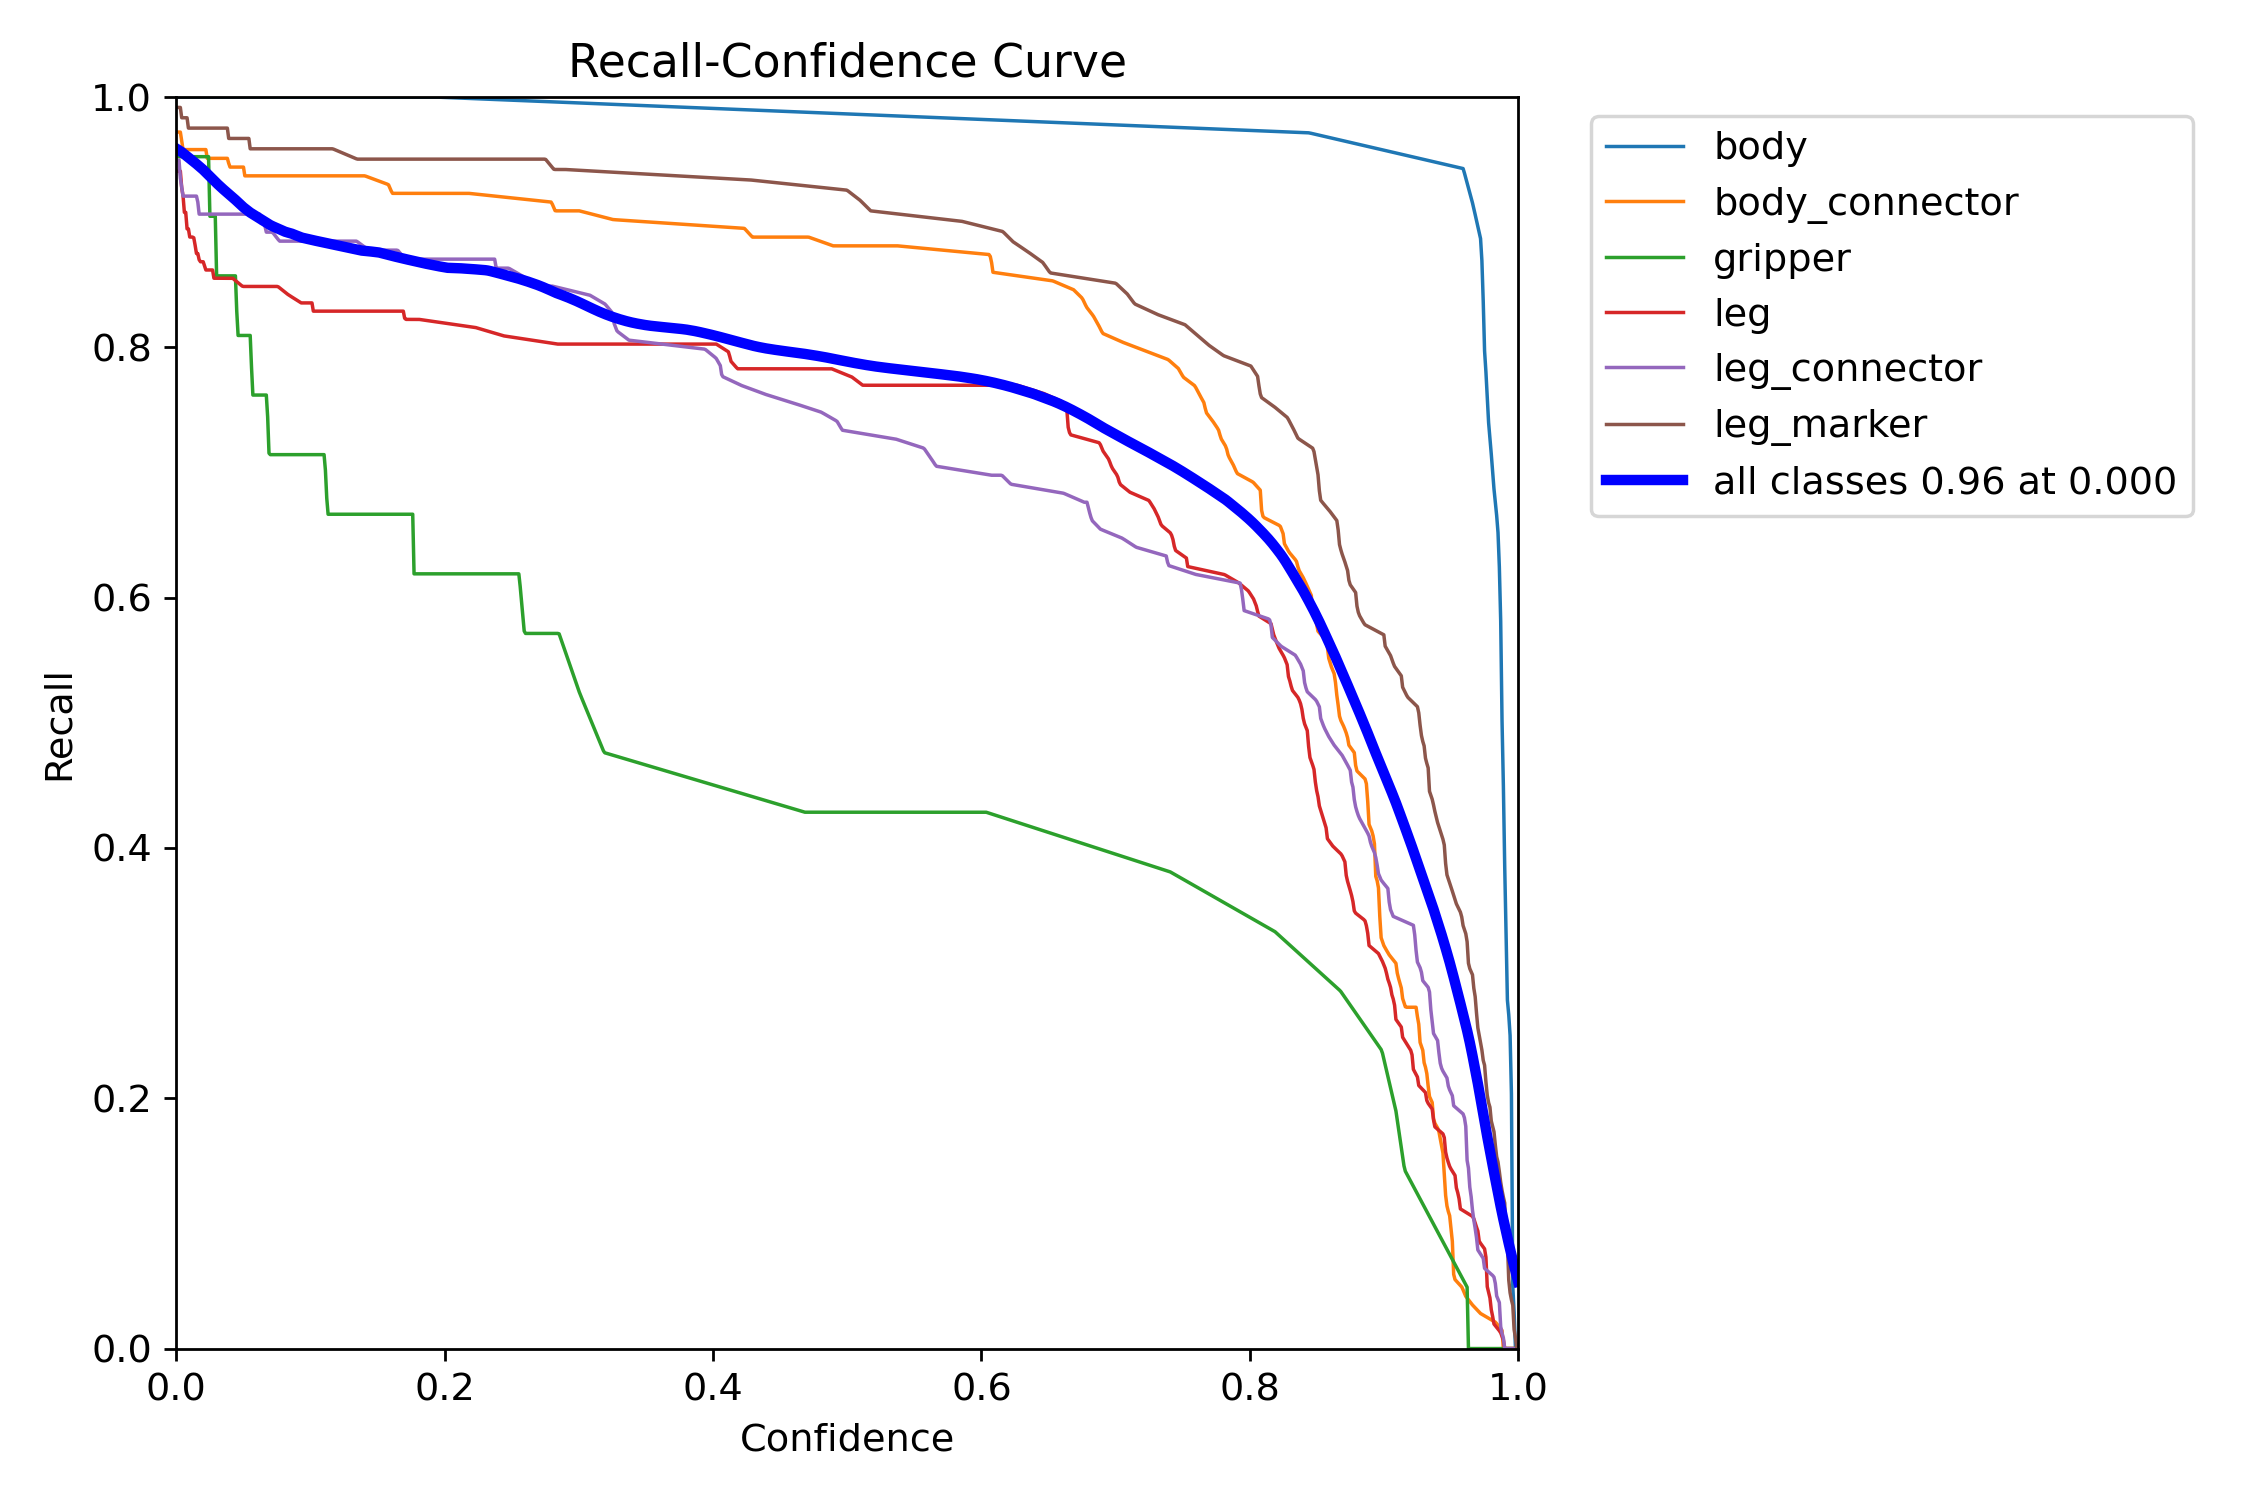 Recall-Confidence Curve
1.0
0.8
0.6
0.4
0.2
0.0
Recall
0.0 0.2 0.4 0.6 0.8 1.0
Confidence
body
body_connector
gripper
leg
leg_connector
leg_marker
all classes 0.96 at 0.000